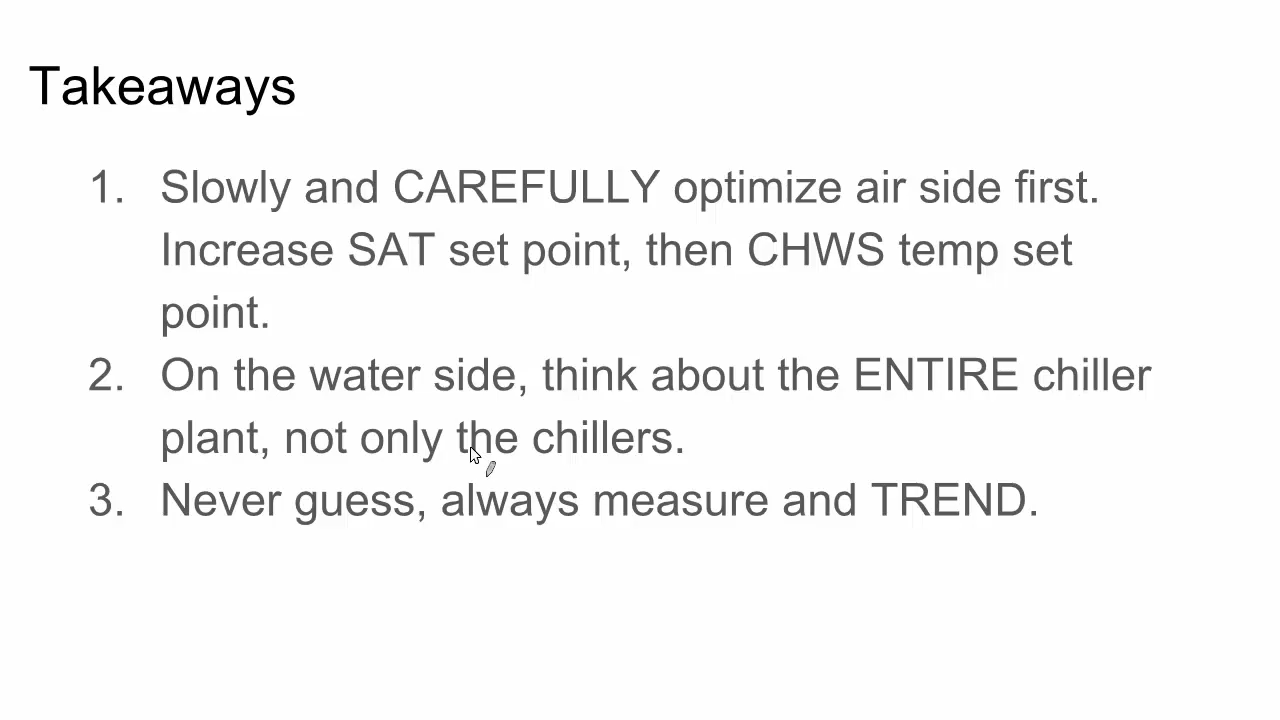 Takeaways
1. Slowly and CAREFULLY optimize air side first.
Increase SAT set point, then CHWS temp set
point.
2. On the water side, think about the ENTIRE chiller
plant, not only the chillers.
3. Never guess, always measure and TREND.